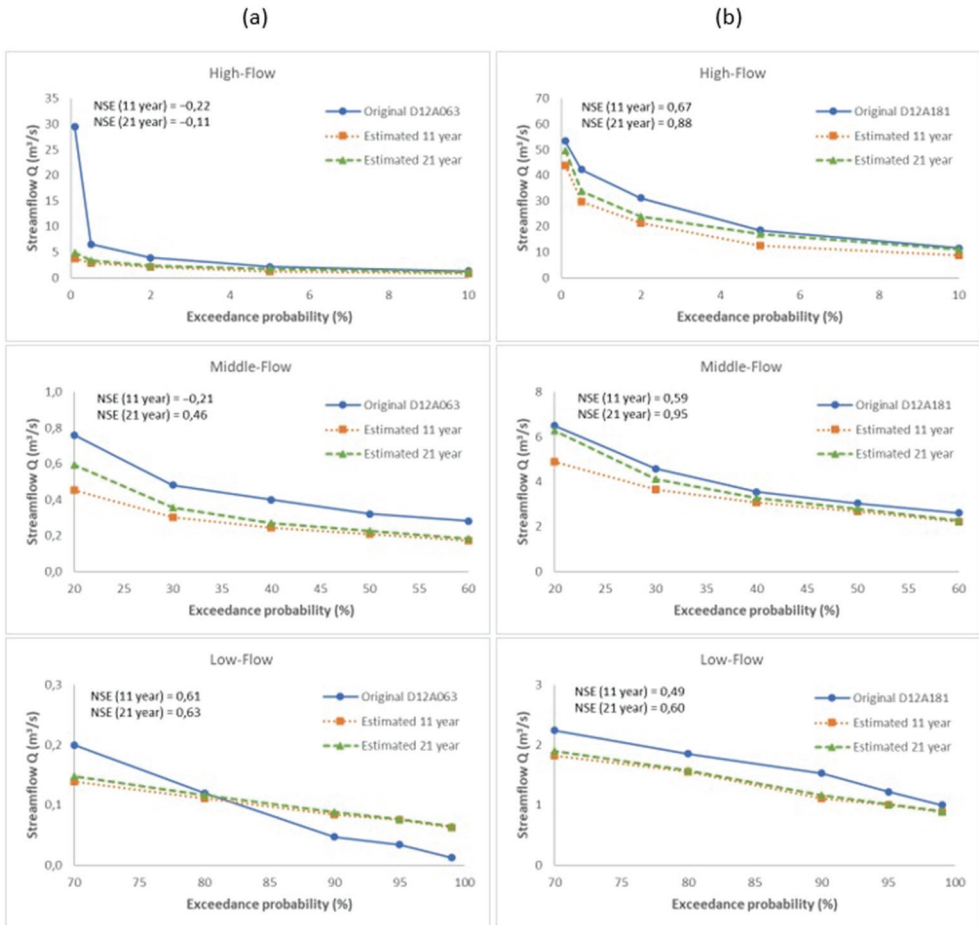 (a)
(b)
High-Flow
NSE (11 year) = −0,22
NSE (21 year) = −0,11
Original D12A063
Estimated 11 year
Estimated 21 year
Streamflow Q (m³/s)
35
30
25
20
15
10
5
0
0 2 4 6 8 10
Exceedance probability (%)
High-Flow
NSE (11 year) = 0,67
NSE (21 year) = 0,88
Original D12A181
Estimated 11 year
Estimated 21 year
Streamflow Q (m³/s)
70
60
50
40
30
20
10
0
0 2 4 6 8 10
Exceedance probability (%)
Middle-Flow
NSE (11 year) = −0,21
NSE (21 year) = 0,46
Original D12A063
Estimated 11 year
Estimated 21 year
Streamflow Q (m³/s)
1,0
0,8
0,6
0,4
0,2
0,0
20 25 30 35 40 45 50 55 60
Exceedance probability (%)
Middle-Flow
NSE (11 year) = 0,59
NSE (21 year) = 0,95
Original D12A181
Estimated 11 year
Estimated 21 year
Streamflow Q (m³/s)
8
6
4
2
0
20 25 30 35 40 45 50 55 60
Exceedance probability (%)
Low-Flow
NSE (11 year) = 0,61
NSE (21 year) = 0,63
Original D12A063
Estimated 11 year
Estimated 21 year
Streamflow Q (m³/s)
0,3
0,2
0,1
0,0
70 75 80 85 90 95 100
Exceedance probability (%)
Low-Flow
NSE (11 year) = 0,49
NSE (21 year) = 0,60
Original D12A181
Estimated 11 year
Estimated 21 year
Streamflow Q (m³/s)
3
2
1
0
70 75 80 85 90 95 100
Exceedance probability (%)